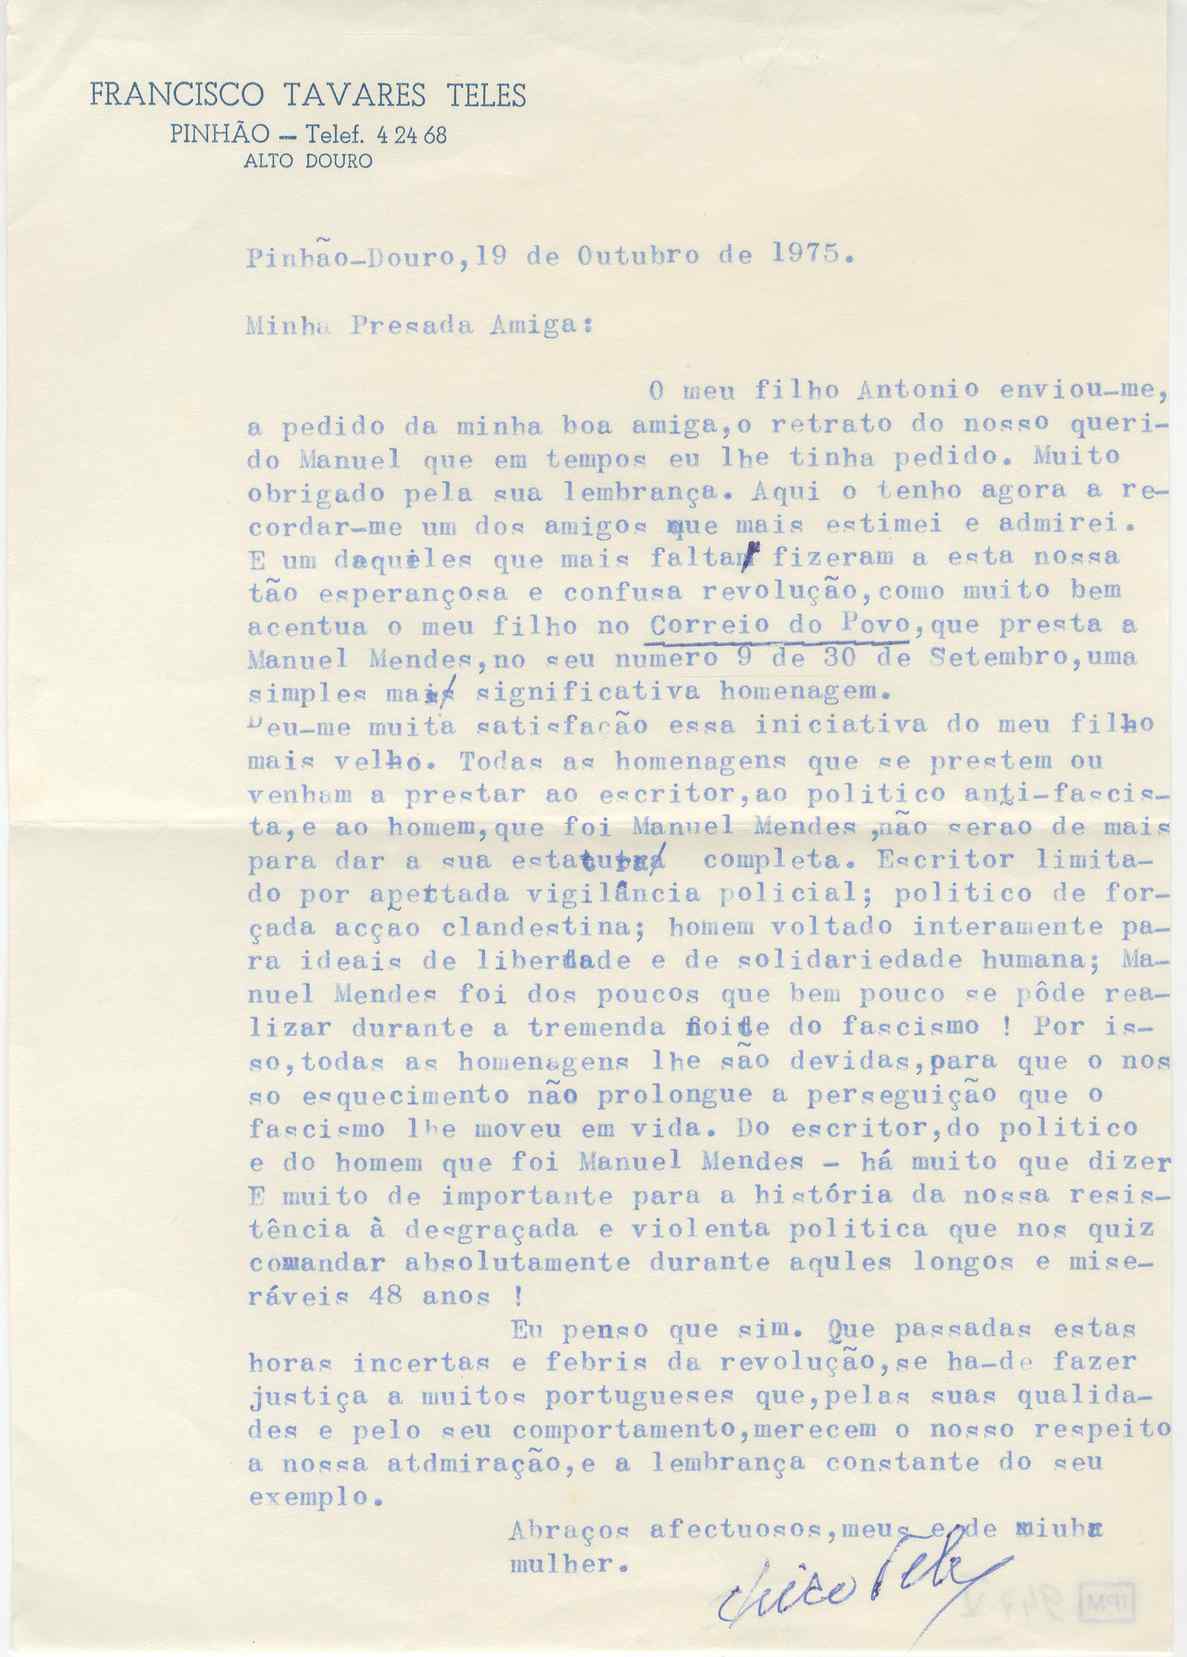 FRANCISCO TAVARES TELES
PINHÃO — Telef. 4 24 68
ALTO DOURO
Pinhão-Douro,19 de Outubro de 1975.
Minha Presada Amiga:
O meu filho Antonio enviou-me,
a pedido da minha boa amiga,o retrato do nosso queri-
do Manuel que em tempos eu lhe tinha pedido. Muito
obrigado pela sua lembrança. Aqui o tenho agora a re-
cordar-me um dos amigos que mais estimei e admirei.
E um daqueles que mais falta fizeram a esta nossa
tão esperançosa e confusa revolução,como muito bem
acentua o meu filho no Correio do Povo,que presta a
Manuel Mendes,no seu numero 9 de 30 de Setembro,uma
simples mas significativa homenagem.
Deu-me muita satisfação essa iniciativa do meu filho
mais velho. Todas as homenagens que se prestem ou
venham a prestar ao escritor,ao politico anti-fascis-
ta,e ao homem,que foi Manuel Mendes,não serao de mais
para dar a sua estatura completa. Escritor limita-
do por apertada vigilância policial; politico de for-
çada acção clandestina; homem voltado interamente pa-
ra ideais de liberdade e de solidariedade humana; Ma-
nuel Mendes foi dos poucos que bem pouco se pôde rea-
lizar durante a tremenda noite do fascismo ! Por is-
so,todas as homenagens lhe são devidas,para que o nos
so esquecimento não prolongue a perseguição que o
fascismo lhe moveu em vida. Do escritor,do politico
e do homem que foi Manuel Mendes - há muito que dizer
E muito de importante para a história da nossa resis-
tência à desgraçada e violenta politica que nos quiz
comandar absolutamente durante aqules longos e mise-
ráveis 48 anos !
Eu penso que sim. Que passadas estas
horas incertas e febris da revolução,se ha-de fazer
justiça a muitos portugueses que,pelas suas qualida-
des e pelo seu comportamento,merecem o nosso respeito
a nossa atdmiração,e a lembrança constante do seu
exemplo.
Abraços afectuosos,meus e de minha
mulher.
Chico Teles